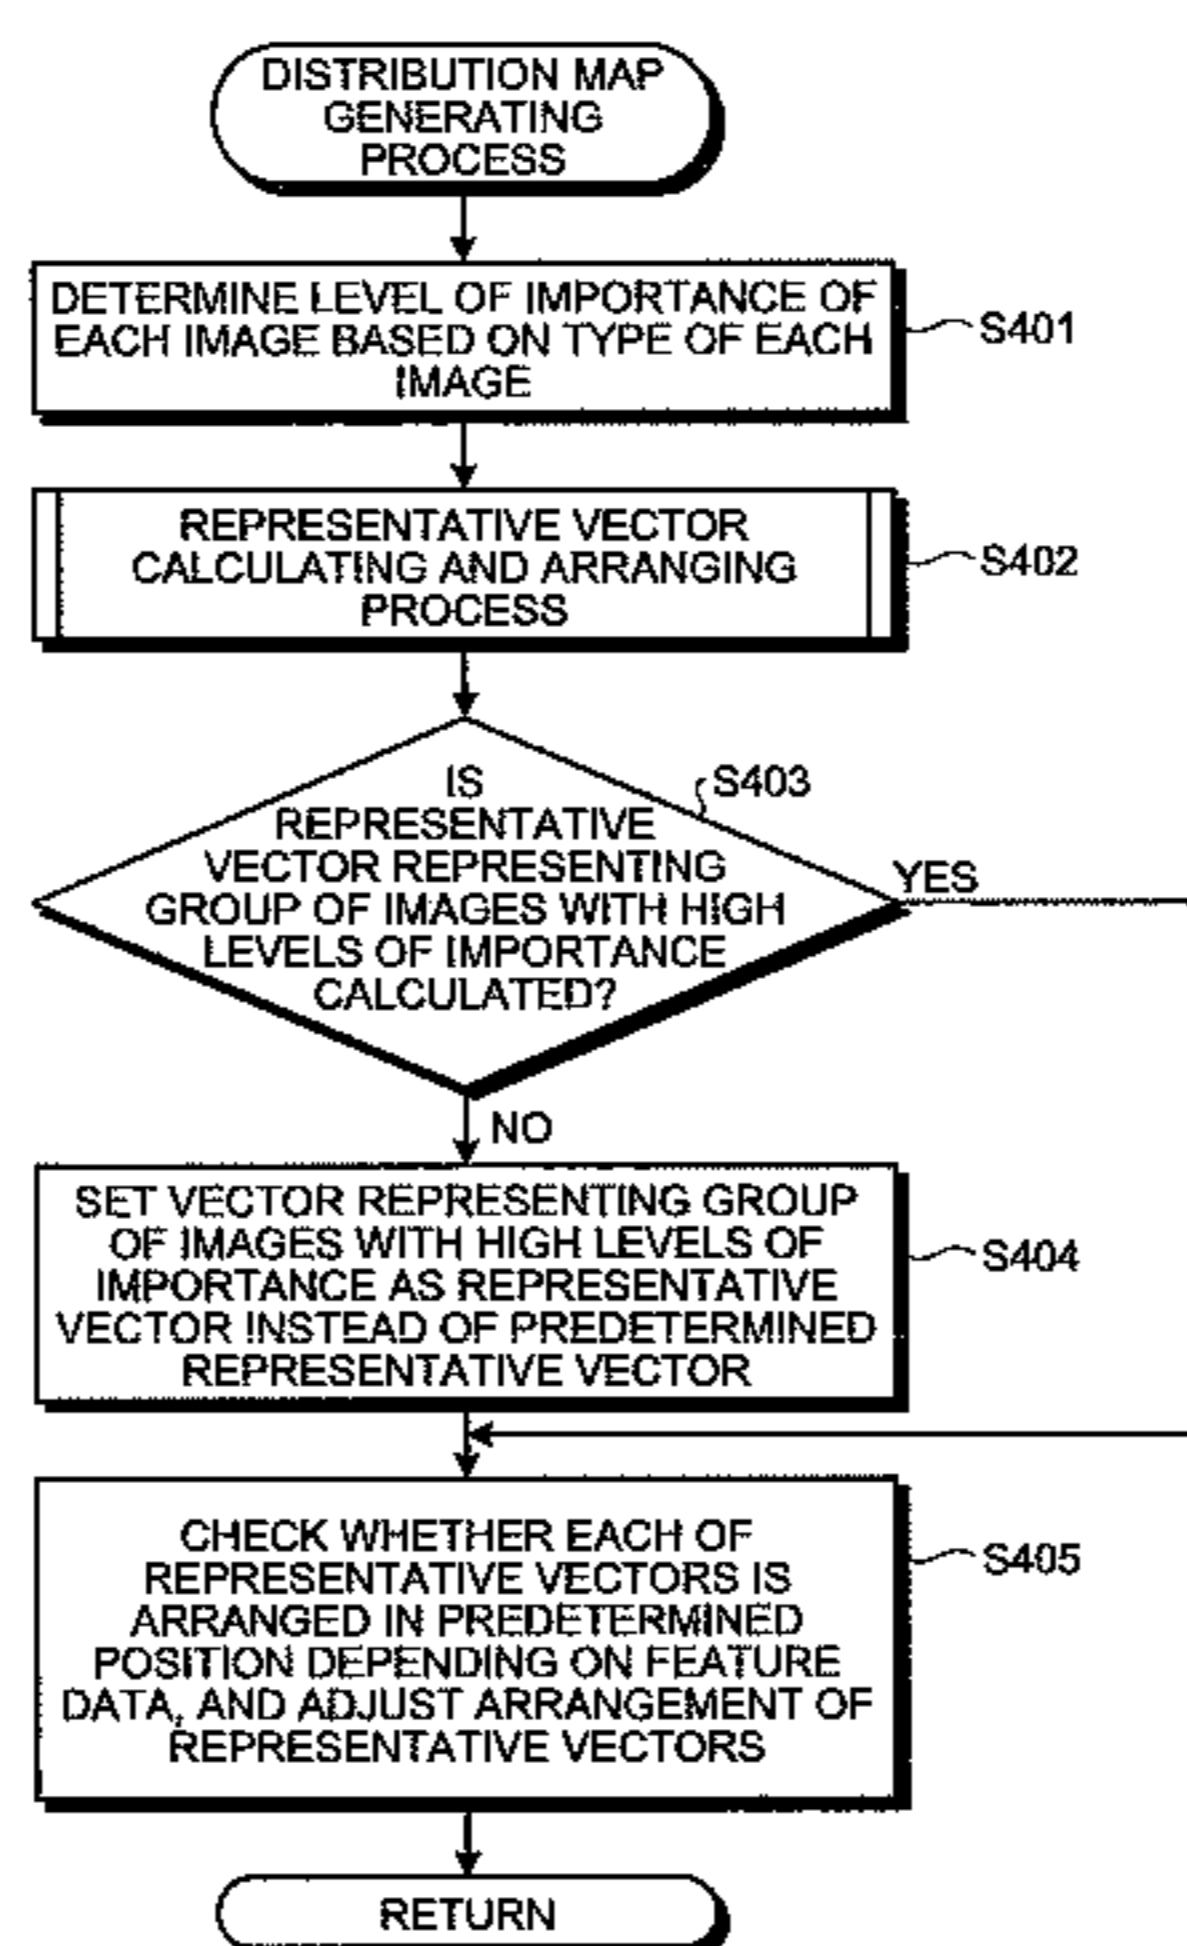 DISTRIBUTION MAP
GENERATING
PROCESS
DETERMINE LEVEL OF IMPORTANCE OF
EACH IMAGE BASED ON TYPE OF EACH
IMAGE
S401
REPRESENTATIVE VECTOR
CALCULATING AND ARRANGING
PROCESS
S402
IS
REPRESENTATIVE
VECTOR REPRESENTING
GROUP OF IMAGES WITH HIGH
LEVELS OF IMPORTANCE
CALCULATED?
S403
YES
NO
SET VECTOR REPRESENTING GROUP
OF IMAGES WITH HIGH LEVELS OF
IMPORTANCE AS REPRESENTATIVE
VECTOR INSTEAD OF PREDETERMINED
REPRESENTATIVE VECTOR
S404
CHECK WHETHER EACH OF
REPRESENTATIVE VECTORS IS
ARRANGED IN PREDETERMINED
POSITION DEPENDING ON FEATURE
DATA, AND ADJUST ARRANGEMENT OF
REPRESENTATIVE VECTORS
S405
RETURN